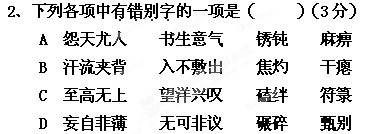 2、下列各项中有错别字的一项是（　　）（3分）
A 怨天尤人 书生意气 锈钝 麻痹
B 汗流夹背 入不敷出 焦灼 干瘪
C 至高无上 望洋兴叹 磕绊 符箓
D 妄自非薄 无可非议 碾碎 甄别